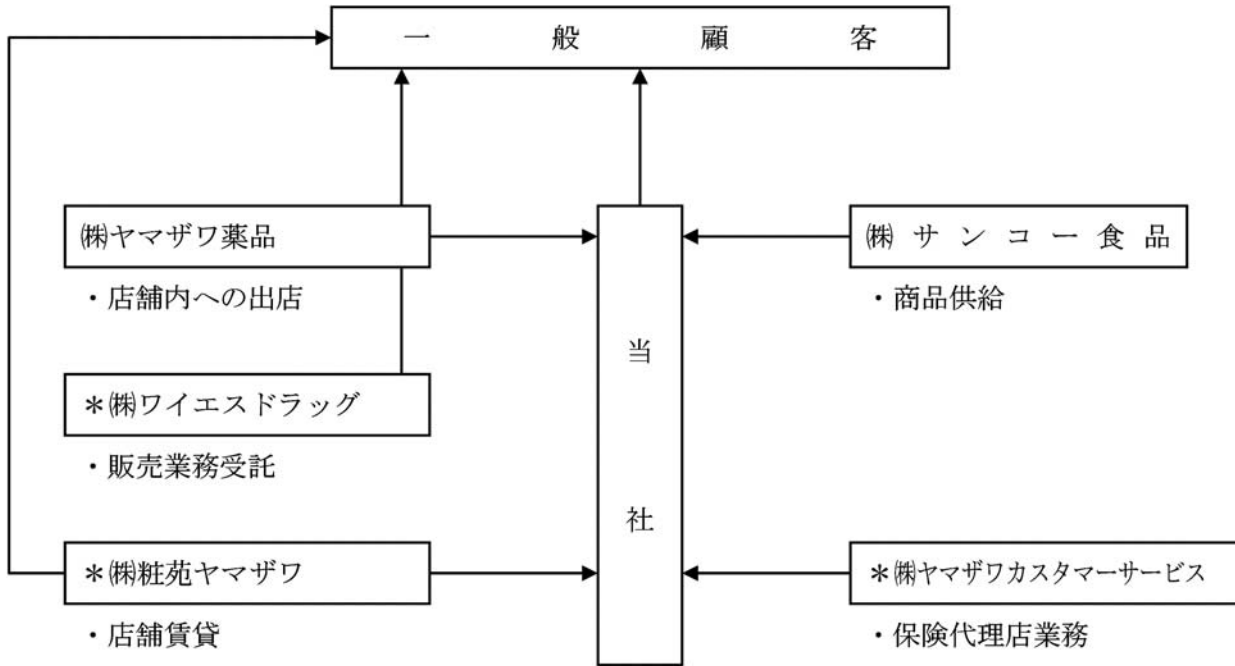 一般顧客
㈱ヤマザワ薬品
・店舗内への出店
＊㈱ワイエスドラッグ
・販売業務受託
＊㈱粧苑ヤマザワ
・店舗賃貸
当社
㈱サンコー食品
・商品供給
＊㈱ヤマザワカスタマーサービス
・保険代理店業務